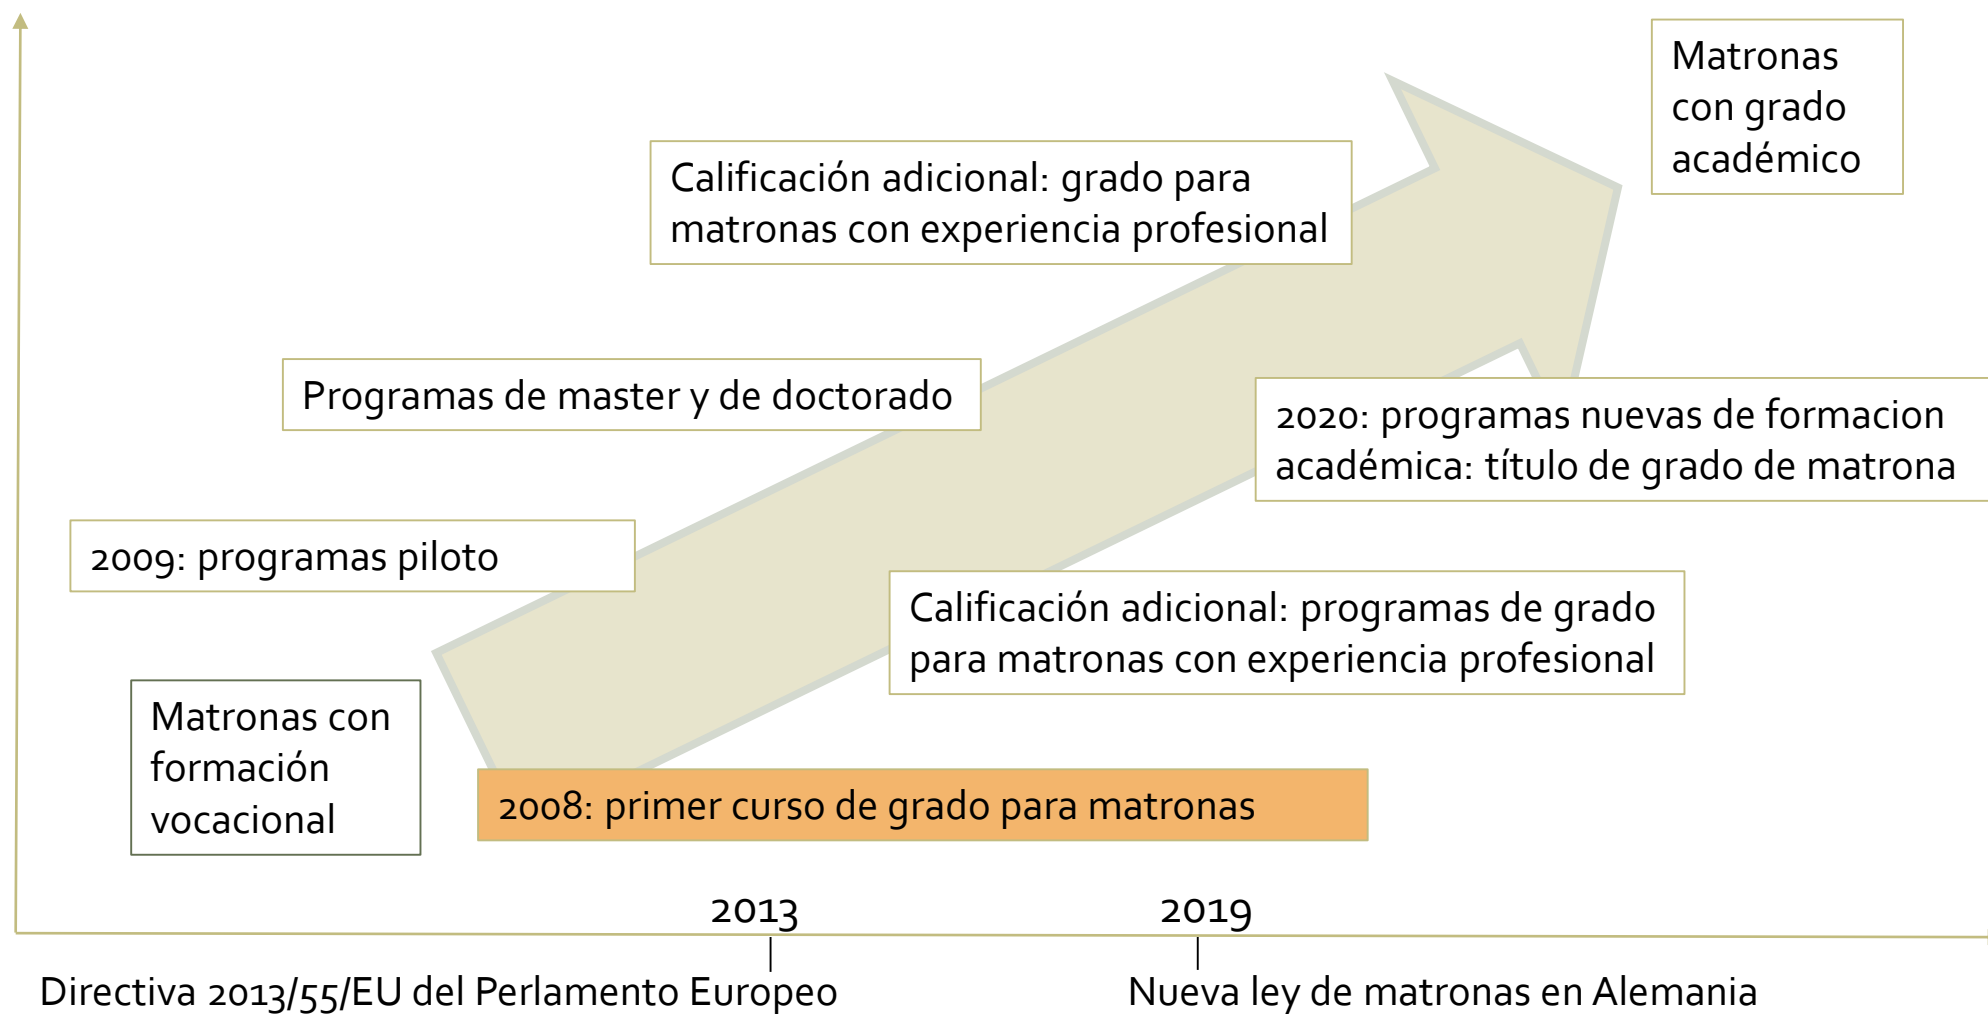 Matronas
con grado
académico
Calificación adicional: grado para
matronas con experiencia profesional
Programas de master y de doctorado
2020: programas nuevas de formacion
académica: título de grado de matrona
2009: programas piloto
Calificación adicional: programas de grado
para matronas con experiencia profesional
Matronas con
formación
vocacional
2008: primer curso de grado para matronas
2013
2019
Directiva 2013/55/EU del Perlamento Europeo
Nueva ley de matronas en Alemania